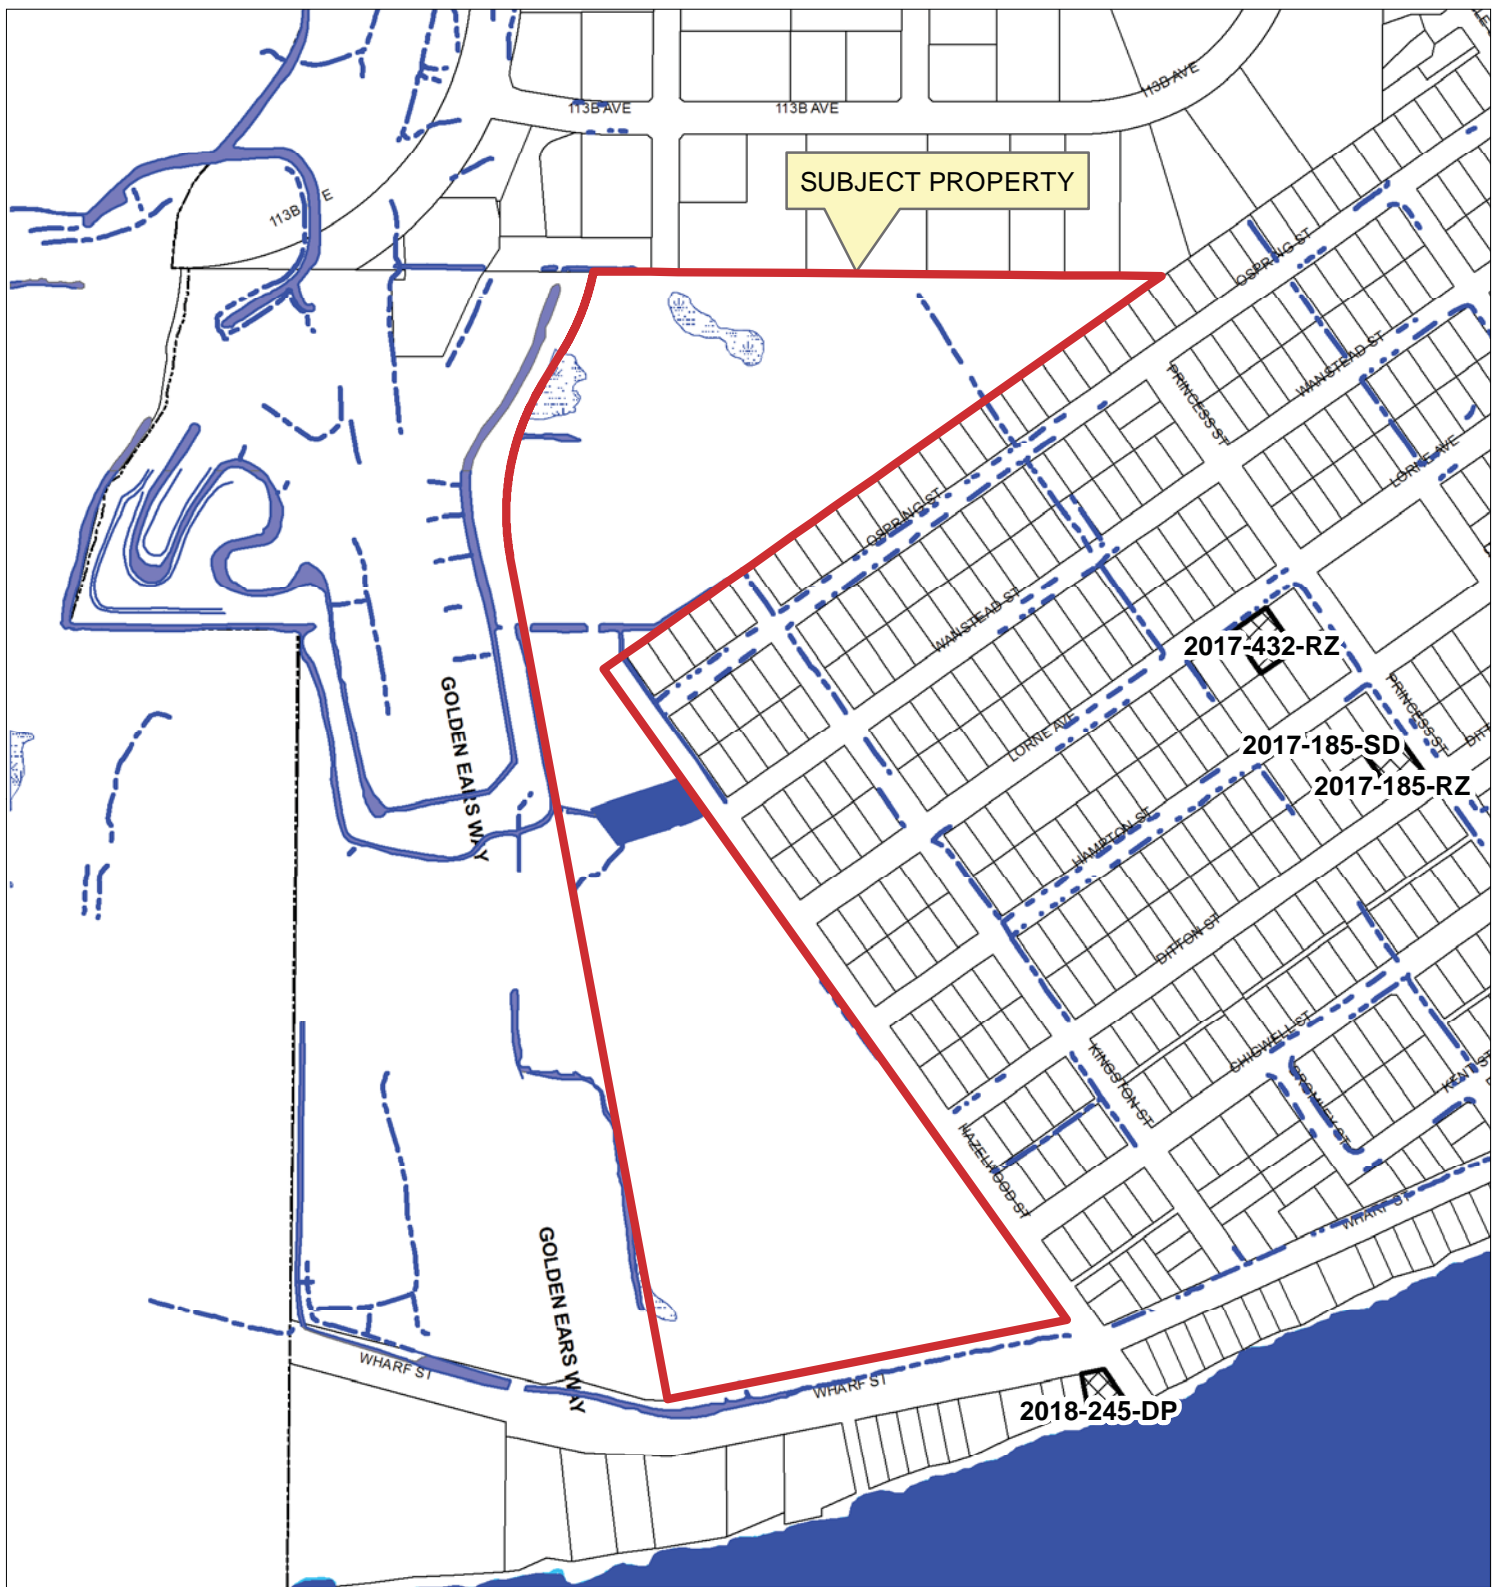 113B AVE
113B AVE
113B AVE
SUBJECT PROPERTY
113B
E
OSPRING ST
WANSTEAD ST
PRINCESS ST
LORNE AVE
OSPRING ST
WANSTEAD ST
2017-432-RZ
GOLDEN EARS WAY
LORNE AVE
PRINCESS ST
2017-185-SD
2017-185-RZ
HAMPTON ST
DITTON ST
SHIGWELL ST
KINGSTON ST
BROMLEY ST
KENT ST
HAZELWOOD ST
WHARF ST
GOLDEN EARS WAY
WHARF ST
WHARF ST
2018-245-DP